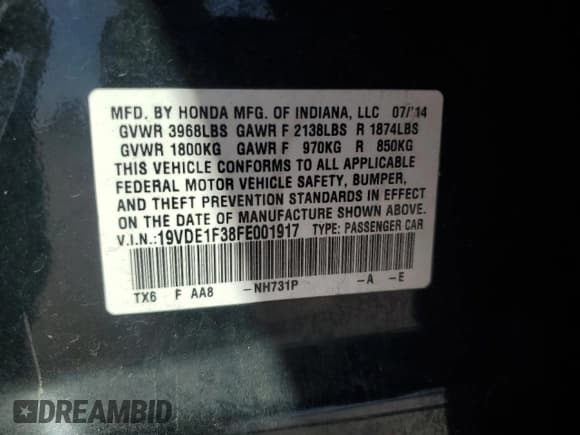 MFD. BY HONDA MFG. OF INDIANA, LLC 07/14
GVWR 3968LBS GAWR F 2138LBS R 1874LBS
GVWR 1800KG GAWR F 970KG R 850KG
THIS VEHICLE CONFORMS TO ALL APPLICABLE
FEDERAL MOTOR VEHICLE SAFETY, BUMPER,
AND THEFT PREVENTION STANDARDS IN EFFECT
ON THE DATE OF MANUFACTURE SHOWN ABOVE.
V.I.N.:19VDE1F38FE001917 TYPE: PASSENGER CAR
TX6 F AA8 -NH731P -A -E
DREAMBID